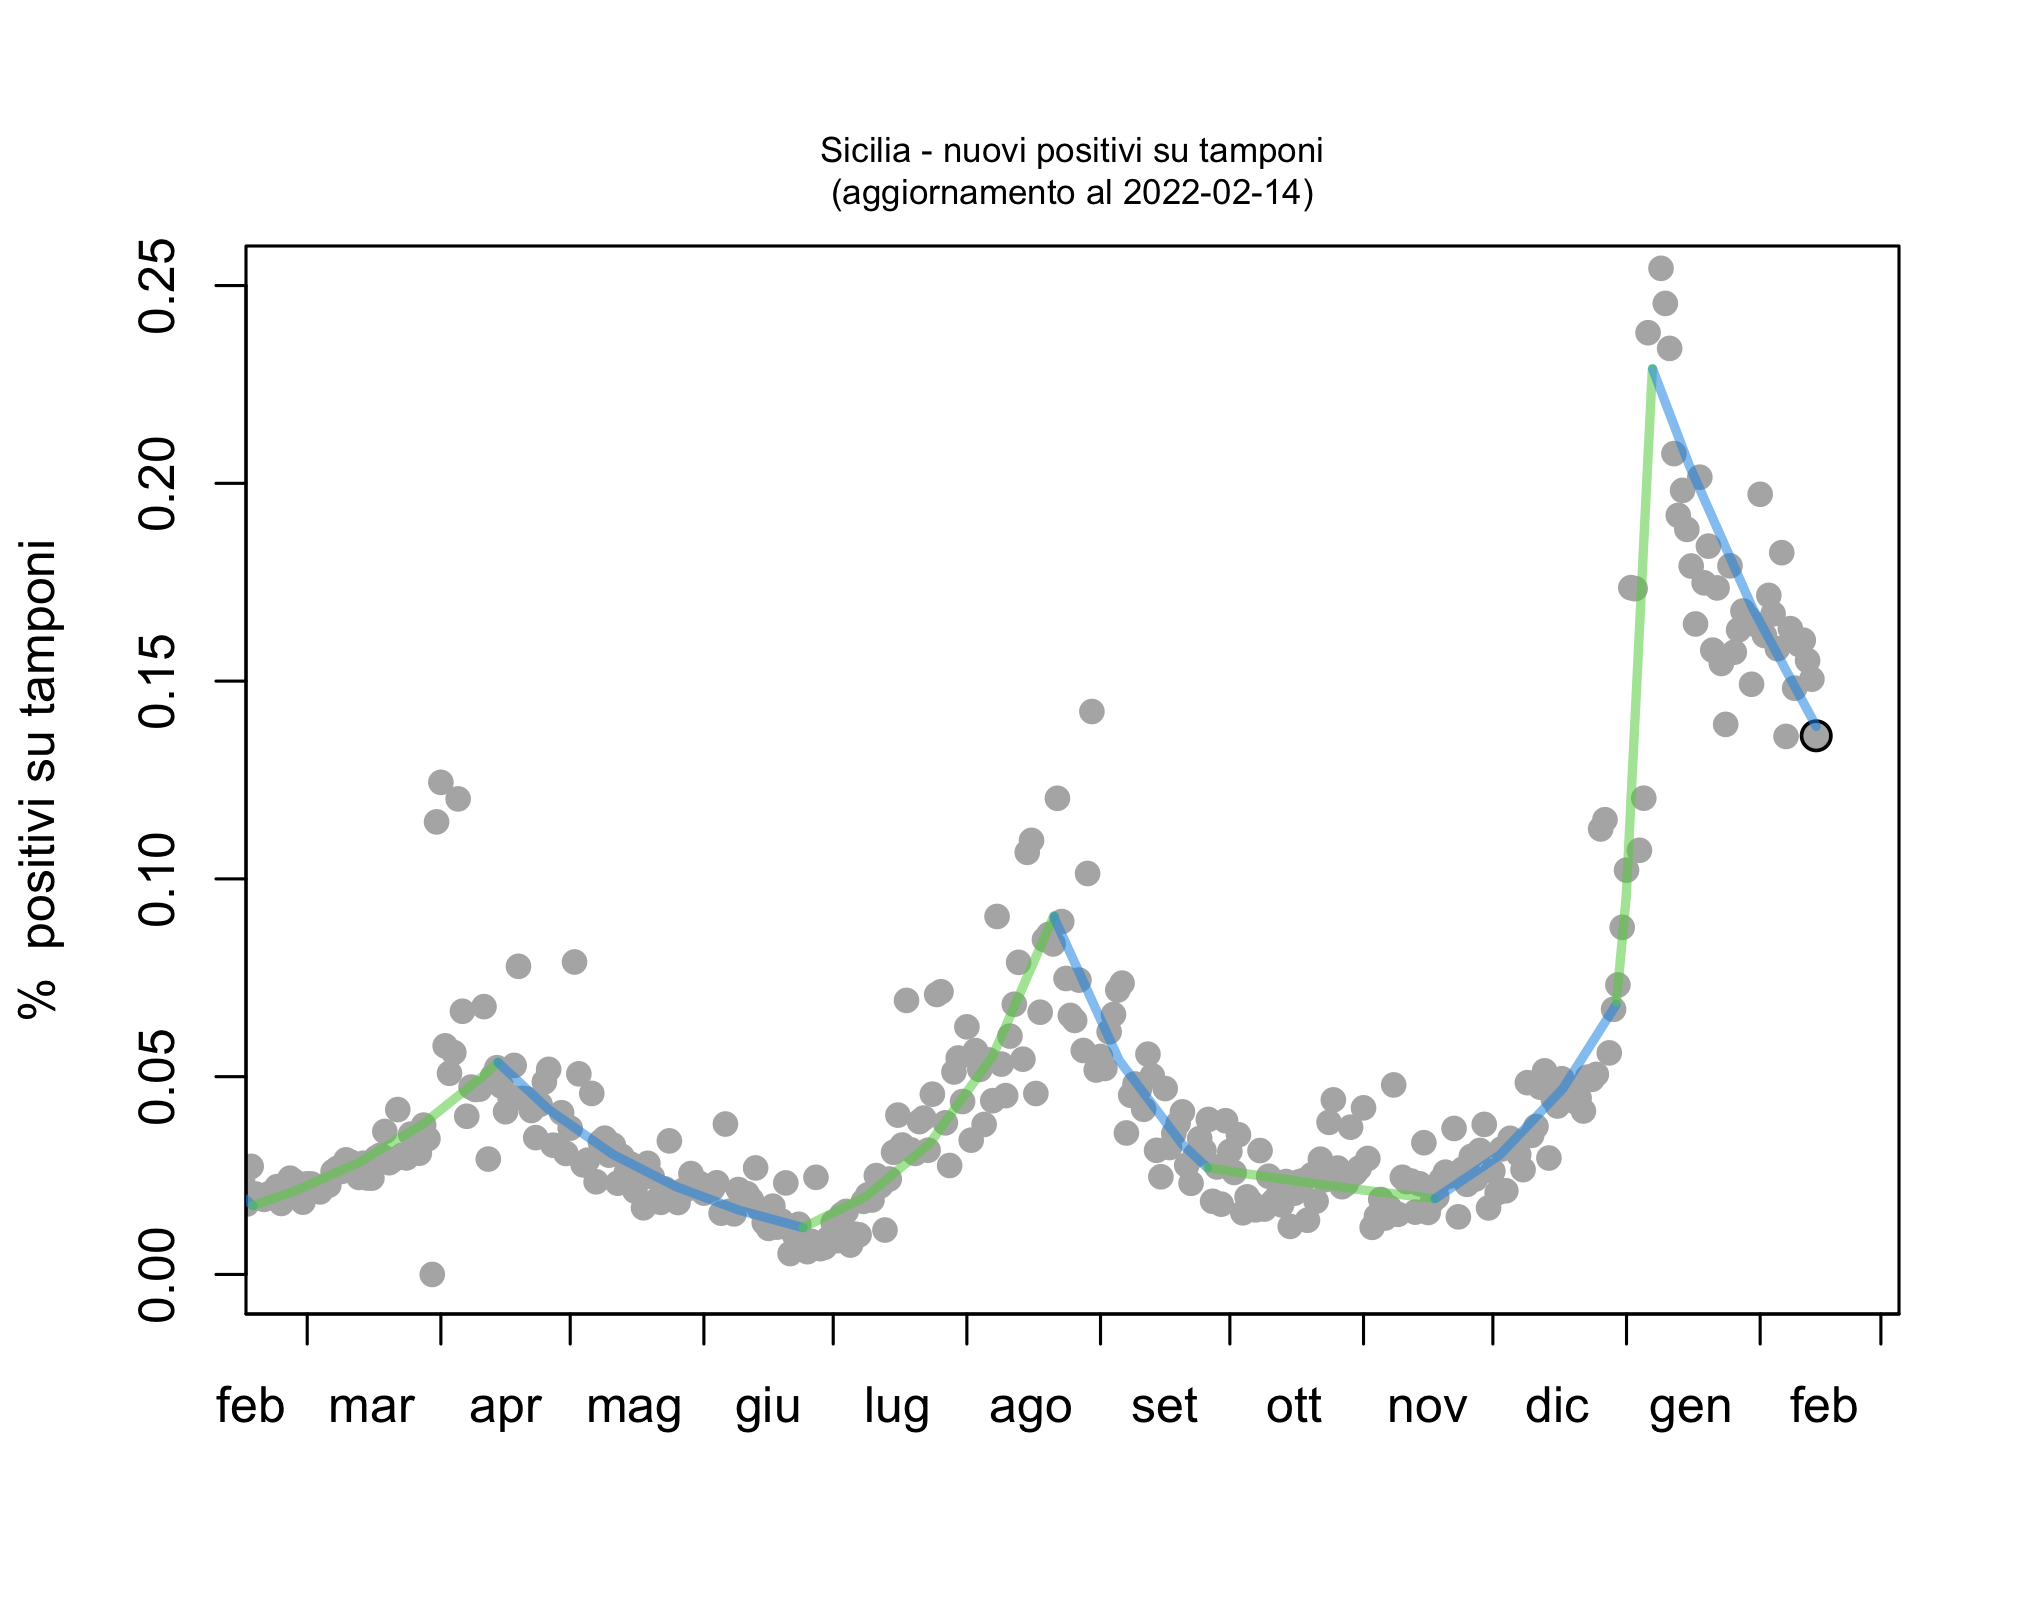 Sicilia - nuovi positivi su tamponi
(aggiornamento al 2022-02-14)
% positivi su tamponi
0.25
0.20
0.15
0.10
0.05
0.00
feb mar apr mag giu lug ago set ott nov dic gen feb